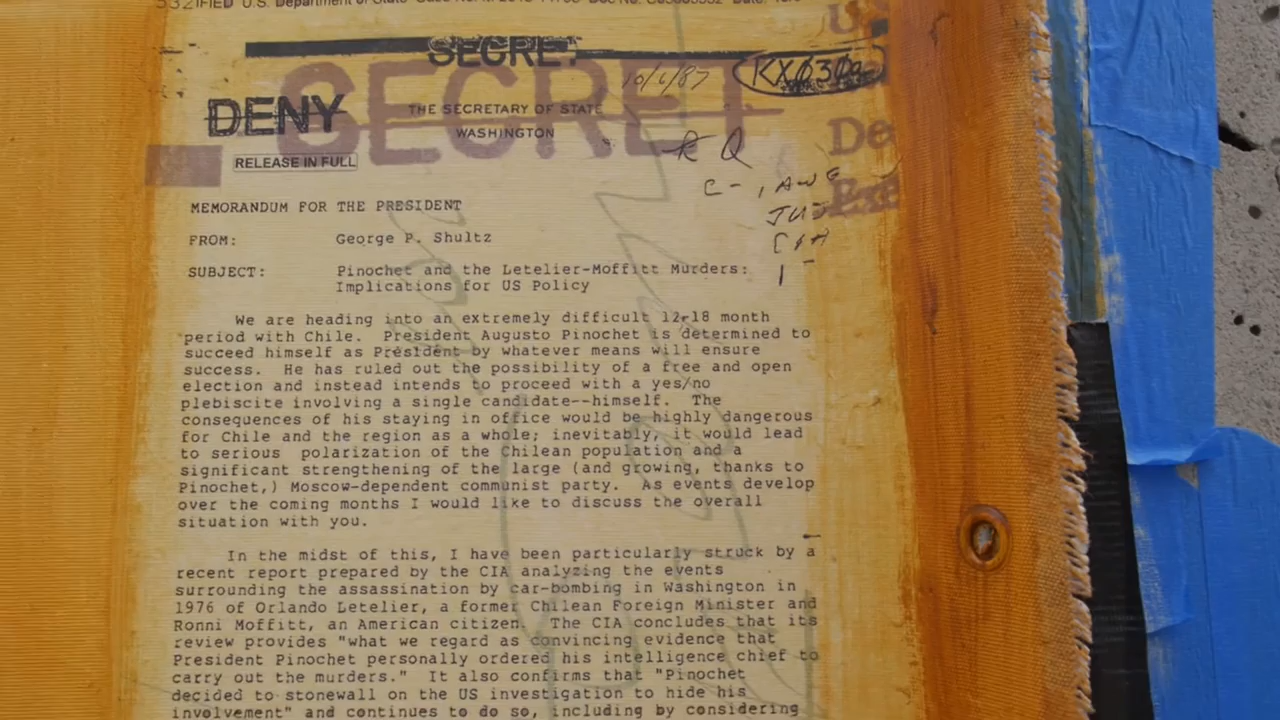 IFIED U.S. Department of State
SECRET
SECRET
10/6/87
DENY
THE SECRETARY OF STATE
WASHINGTON
RELEASE IN FULL
De
MEMORANDUM FOR THE PRESIDENT
FROM: George P. Shultz
SUBJECT: Pinochet and the Letelier-Moffitt Murders:
Implications for US Policy
CIA
We are heading into an extremely difficult 12-18 month
period with Chile. President Augusto Pinochet is determined to
succeed himself as President by whatever means will ensure
success. He has ruled out the possibility of a free and open
election and instead intends to proceed with a yes/no
plebiscite involving a single candidate--himself. The
consequences of his staying in office would be highly dangerous
for Chile and the region as a whole; inevitably, it would lead
to serious polarization of the Chilean population and a
significant strengthening of the large (and growing, thanks to
Pinochet,) Moscow-dependent communist party. As events develop
over the coming months I would like to discuss the overall
situation with you.
In the midst of this, I have been particularly struck by a
recent report prepared by the CIA analyzing the events
surrounding the assassination by car-bombing in Washington in
1976 of Orlando Letelier, a former Chilean Foreign Minister and
Ronni Moffitt, an American citizen. The CIA concludes that its
review provides "what we regard as convincing evidence that
President Pinochet personally ordered his intelligence chief to
carry out the murders." It also confirms that "Pinochet
decided to stonewall on the US investigation to hide his
involvement" and continues to do so, including by considering